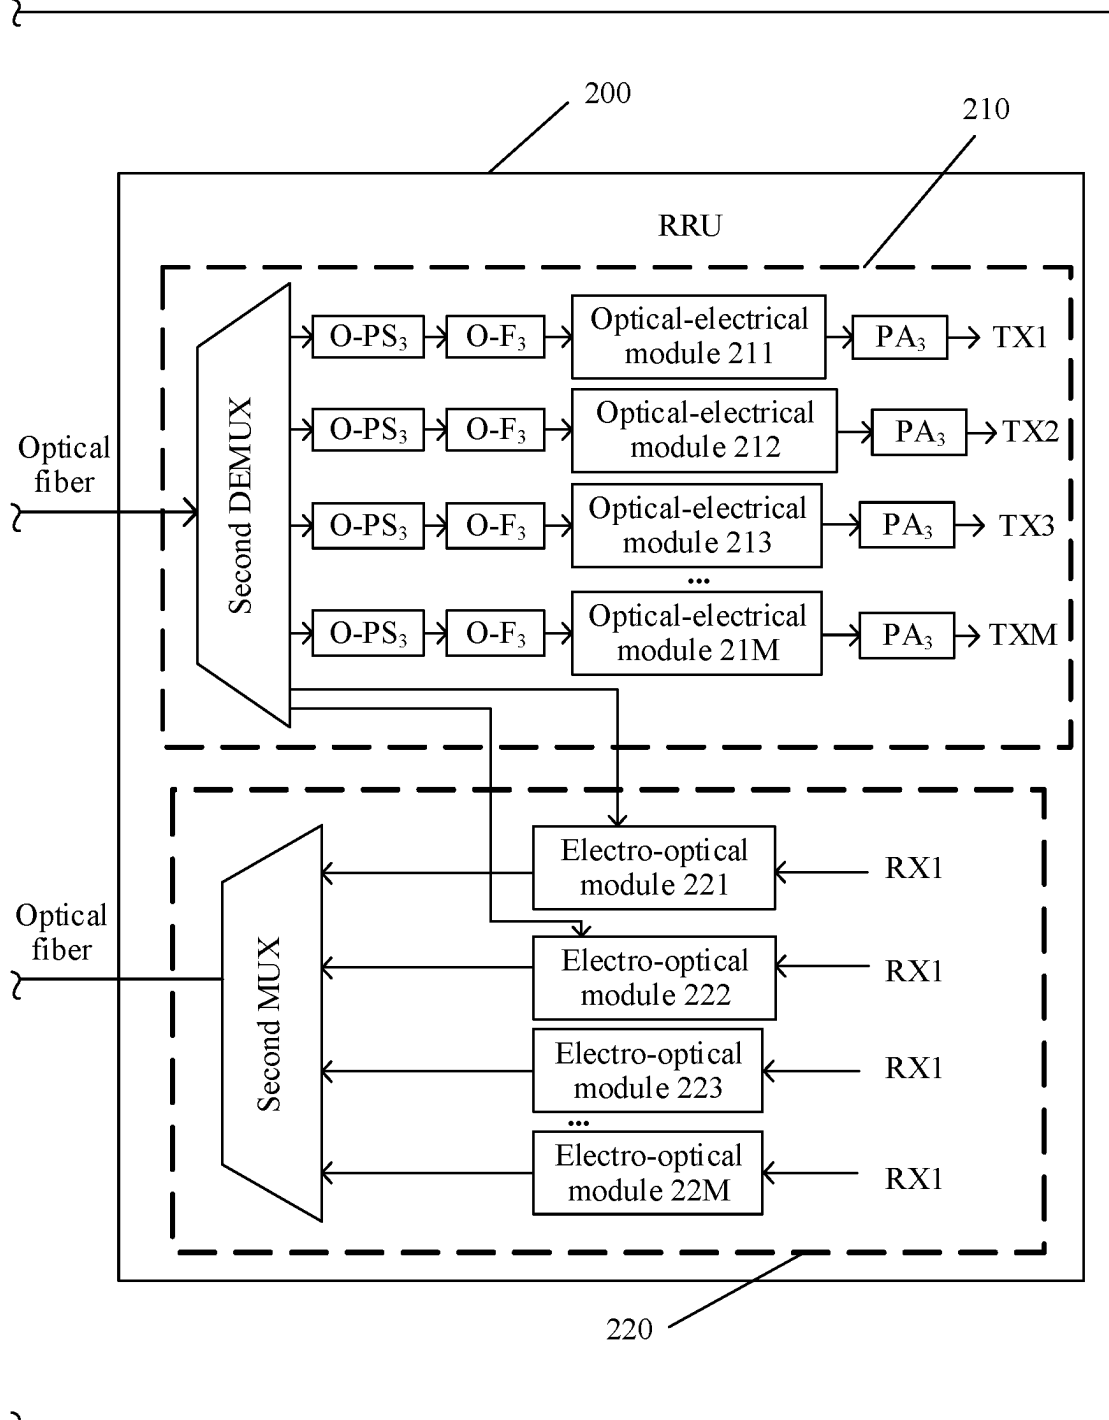 200
210
RRU
O-PS3
O-F3
Optical-electrical
module 211
PA3
TX1
O-PS3
O-F3
Optical-electrical
module 212
PA3
TX2
Optical
fiber
Second DEMUX
O-PS3
O-F3
Optical-electrical
module 213
PA3
TX3
...
O-PS3
O-F3
Optical-electrical
module 21M
PA3
TXM
Electro-optical
module 221
RX1
Optical
fiber
Second MUX
Electro-optical
module 222
RX1
Electro-optical
module 223
RX1
...
Electro-optical
module 22M
RX1
220